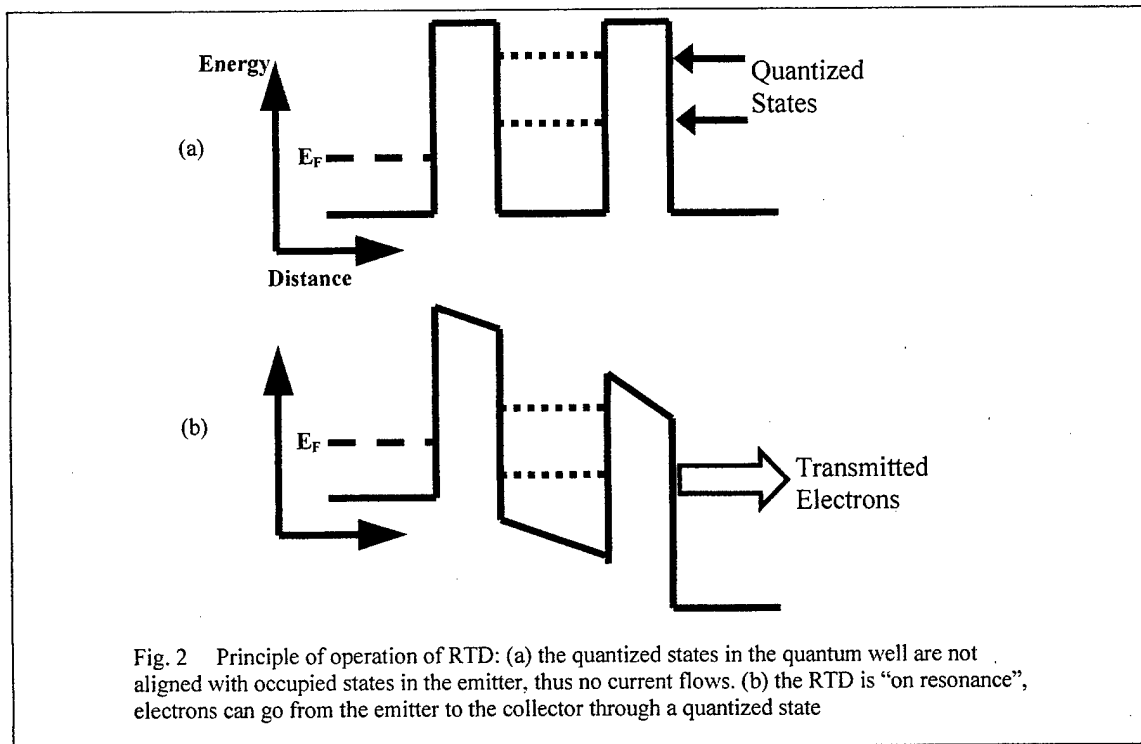 Energy
Quantized
States
(a)
E_F
Distance
(b)
E_F
Transmitted
Electrons
Fig. 2 Principle of operation of RTD: (a) the quantized states in the quantum well are not
aligned with occupied states in the emitter, thus no current flows. (b) the RTD is “on resonance”,
electrons can go from the emitter to the collector through a quantized state